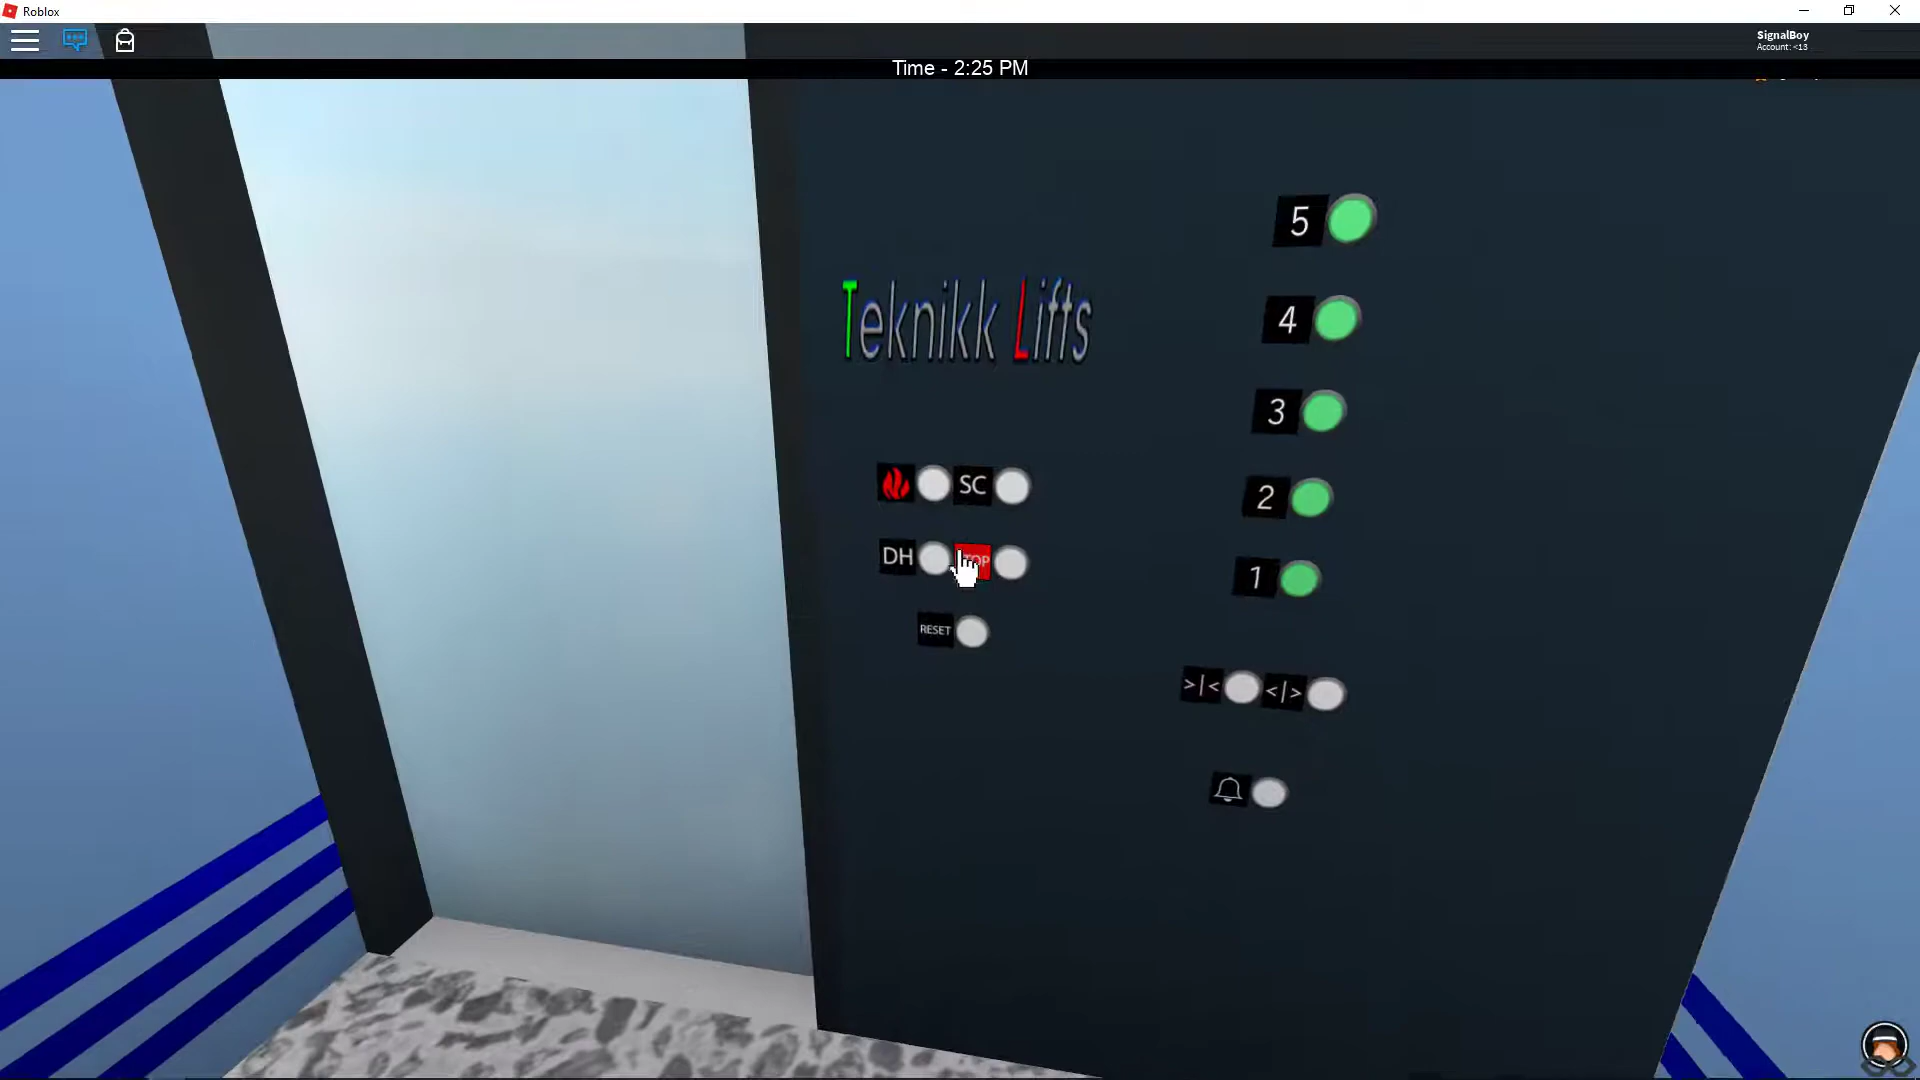 Roblox
SignalBoy
Account: <13
Time - 2:25 PM
Teknikk Lifts
5
4
3
2
1
SC
DH
RESET
>|<
<|>